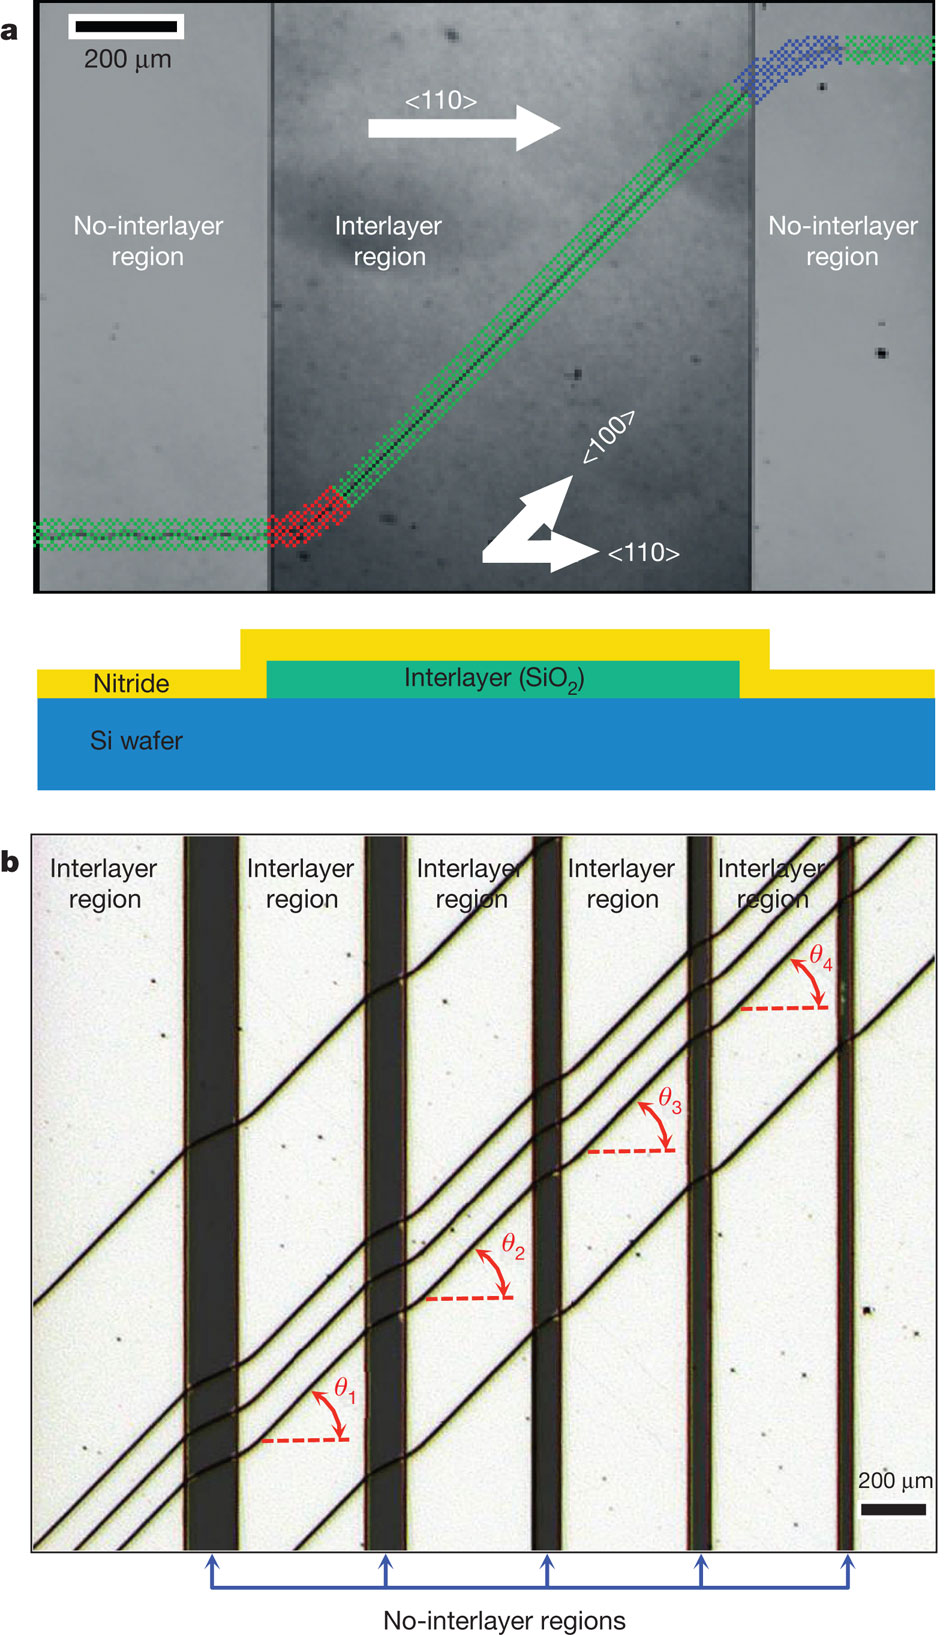 a
200 μm
<110>
No-interlayer
region
Interlayer
region
No-interlayer
region
<100>
<110>
Nitride
Interlayer (SiO₂)
Si wafer
b
Interlayer
region
Interlayer
region
Interlayer
region
Interlayer
region
Interlayer
region
θ₄
θ₃
θ₂
θ₁
200 μm
No-interlayer regions